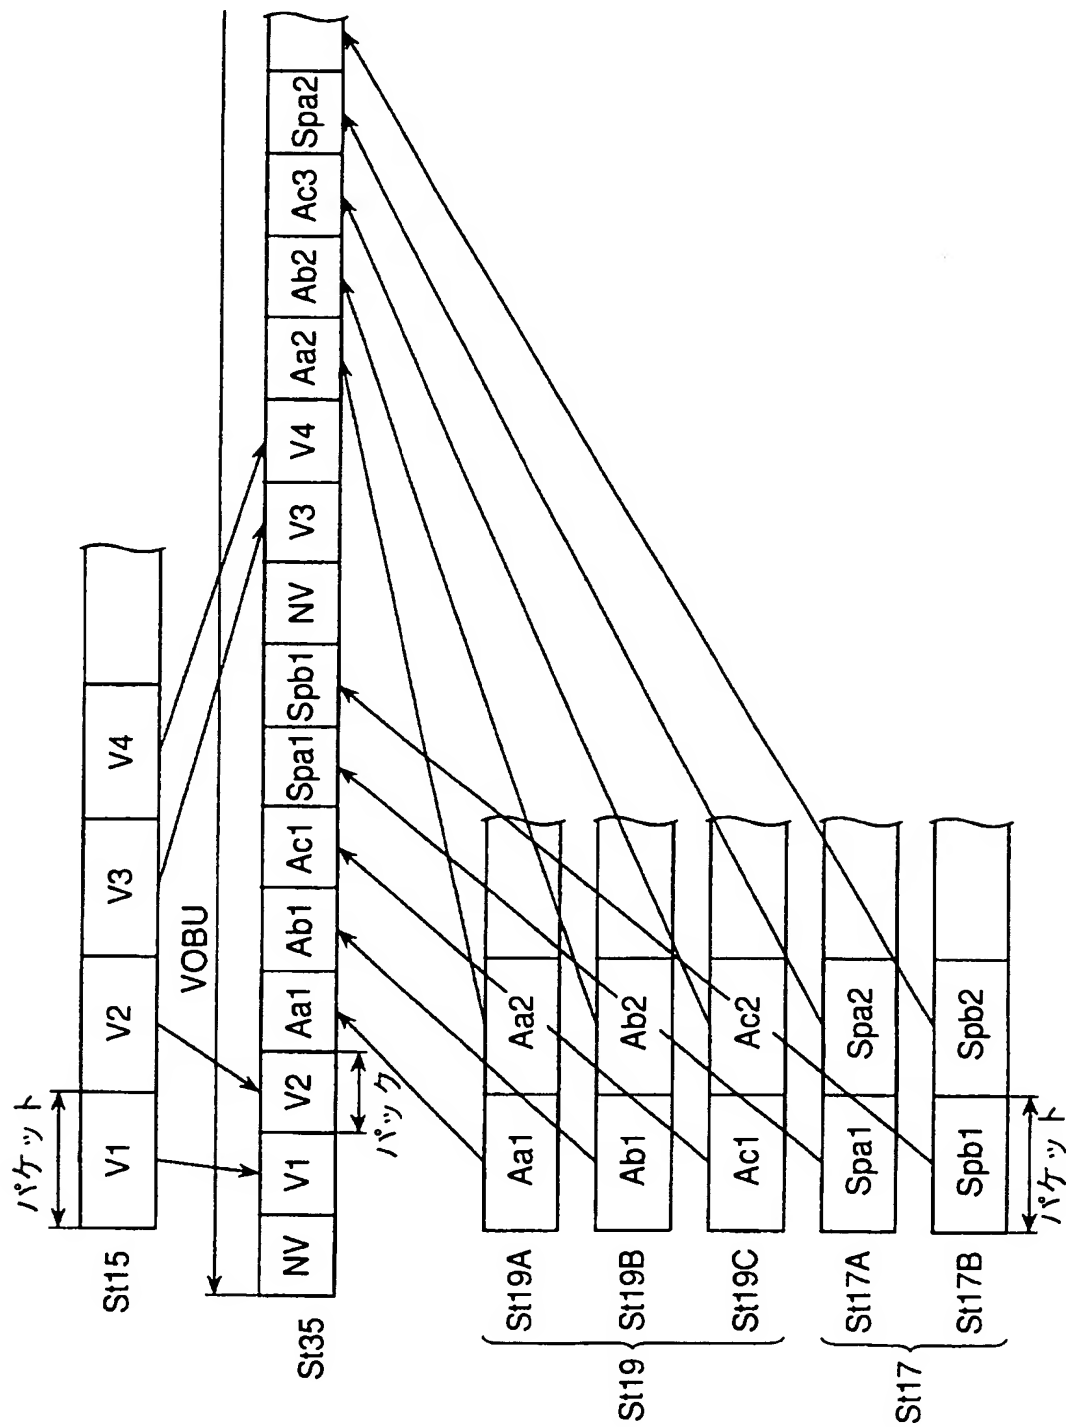 パケット
St15
V1 V2 V3 V4
VOBU
St35
NV V1 V2 Aa1 Ab1 Ac1 Spa1 Spb1 NV V3 V4 Aa2 Ab2 Ac3 Spa2
パック
St19
St19A
Aa1 Aa2
St19B
Ab1 Ab2
St19C
Ac1 Ac2
St17
St17A
Spa1 Spa2
St17B
Spb1 Spb2
パケット